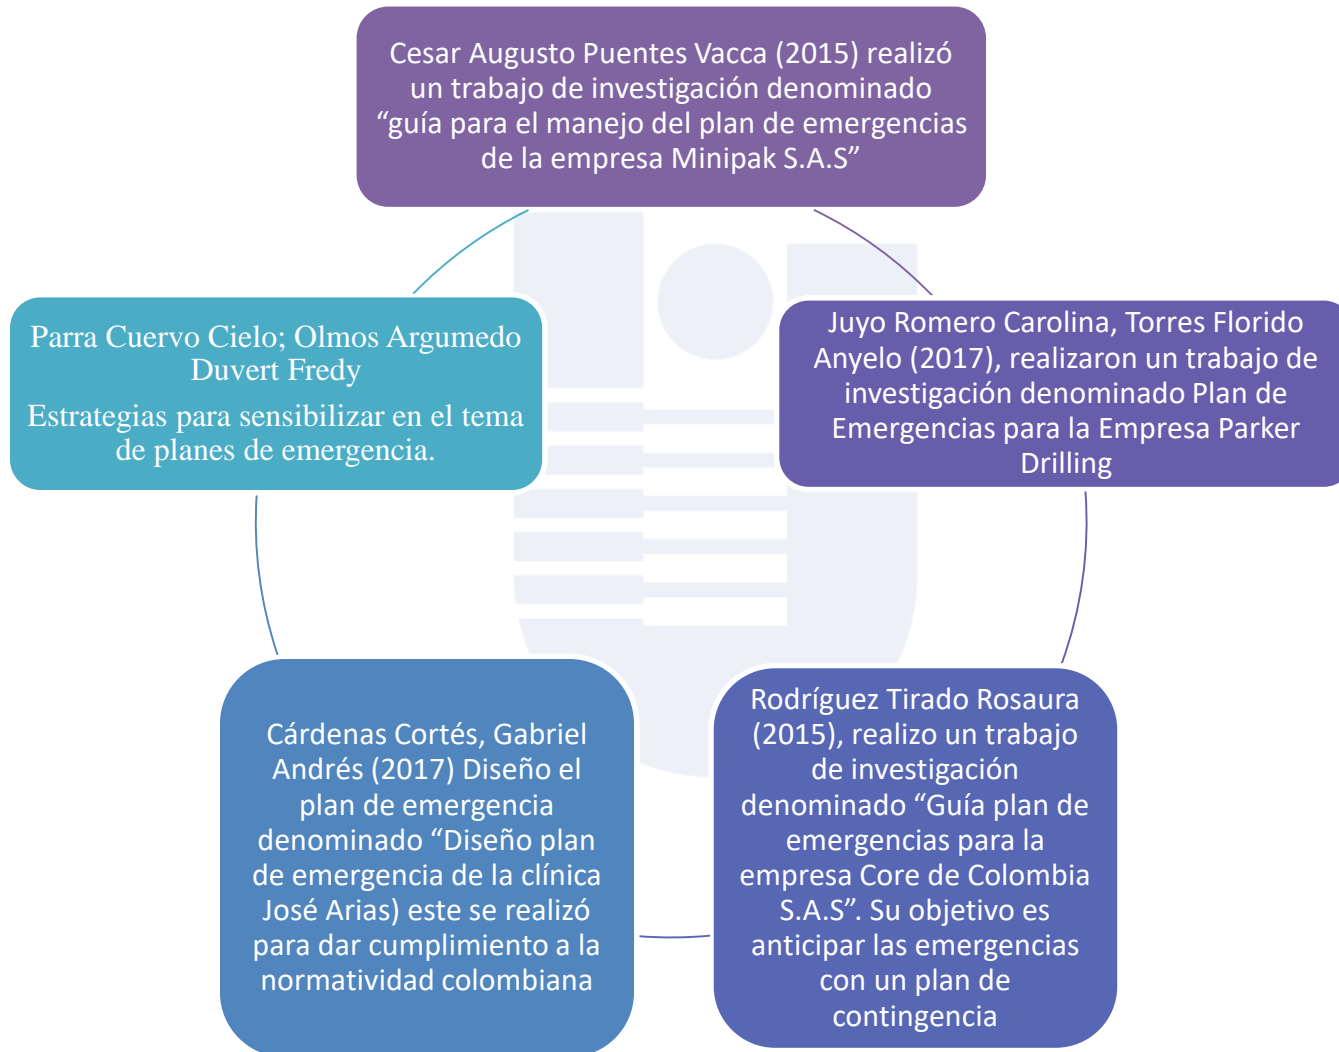 Cesar Augusto Puentes Vacca (2015) realizó
un trabajo de investigación denominado
“guía para el manejo del plan de emergencias
de la empresa Minipak S.A.S”
Juyo Romero Carolina, Torres Florido
Anyelo (2017), realizaron un trabajo de
investigación denominado Plan de
Emergencias para la Empresa Parker
Drilling
Rodríguez Tirado Rosaura
(2015), realizo un trabajo
de investigación
denominado “Guía plan de
emergencias para la
empresa Core de Colombia
S.A.S”. Su objetivo es
anticipar las emergencias
con un plan de
contingencia
Cárdenas Cortés, Gabriel
Andrés (2017) Diseño el
plan de emergencia
denominado “Diseño plan
de emergencia de la clínica
José Arias) este se realizó
para dar cumplimiento a la
normatividad colombiana
Parra Cuervo Cielo; Olmos Argumedo
Duvert Fredy
Estrategias para sensibilizar en el tema
de planes de emergencia.